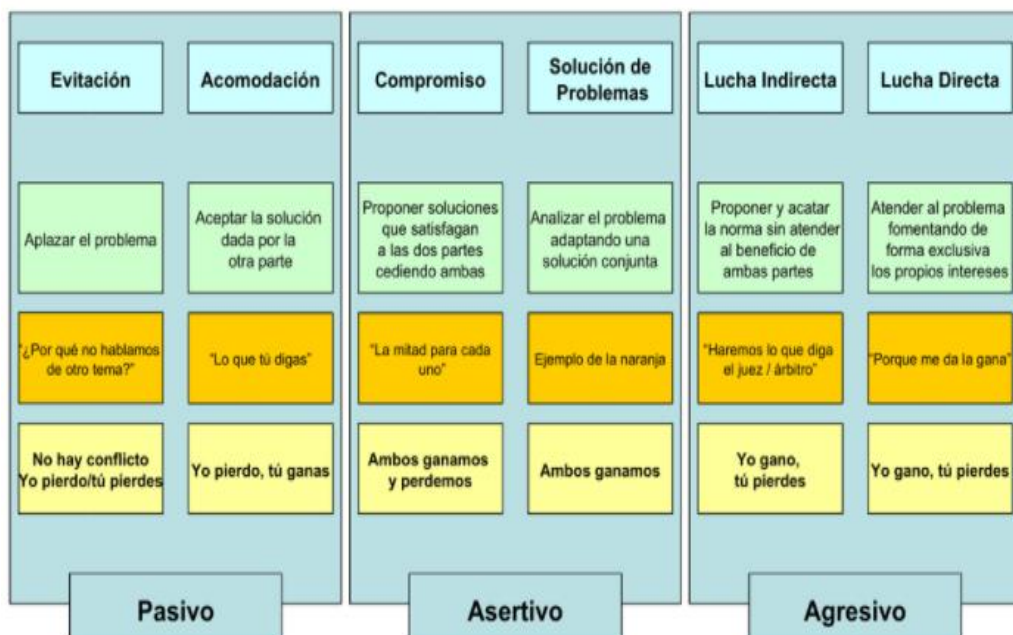 Evitación
Acomodación
Compromiso
Solución de
Problemas
Lucha Indirecta
Lucha Directa
Aplazar el problema
Aceptar la solución
dada por la
otra parte
Proponer soluciones
que satisfagan
a las dos partes
cediendo ambas
Analizar el problema
adaptando una
solución conjunta
Proponer y acatar
la norma sin atender
al beneficio de
ambas partes
Atender al problema
fomentando de
forma exclusiva
los propios intereses
"¿Por qué no hablamos
de otro tema?"
"Lo que tú digas"
"La mitad para cada
uno"
Ejemplo de la naranja
"Haremos lo que diga
el juez / árbitro"
"Porque me da la gana"
No hay conflicto
Yo pierdo/tú pierdes
Yo pierdo, tú ganas
Ambos ganamos
y perdemos
Ambos ganamos
Yo gano,
tú pierdes
Yo gano, tú pierdes
Pasivo
Asertivo
Agresivo